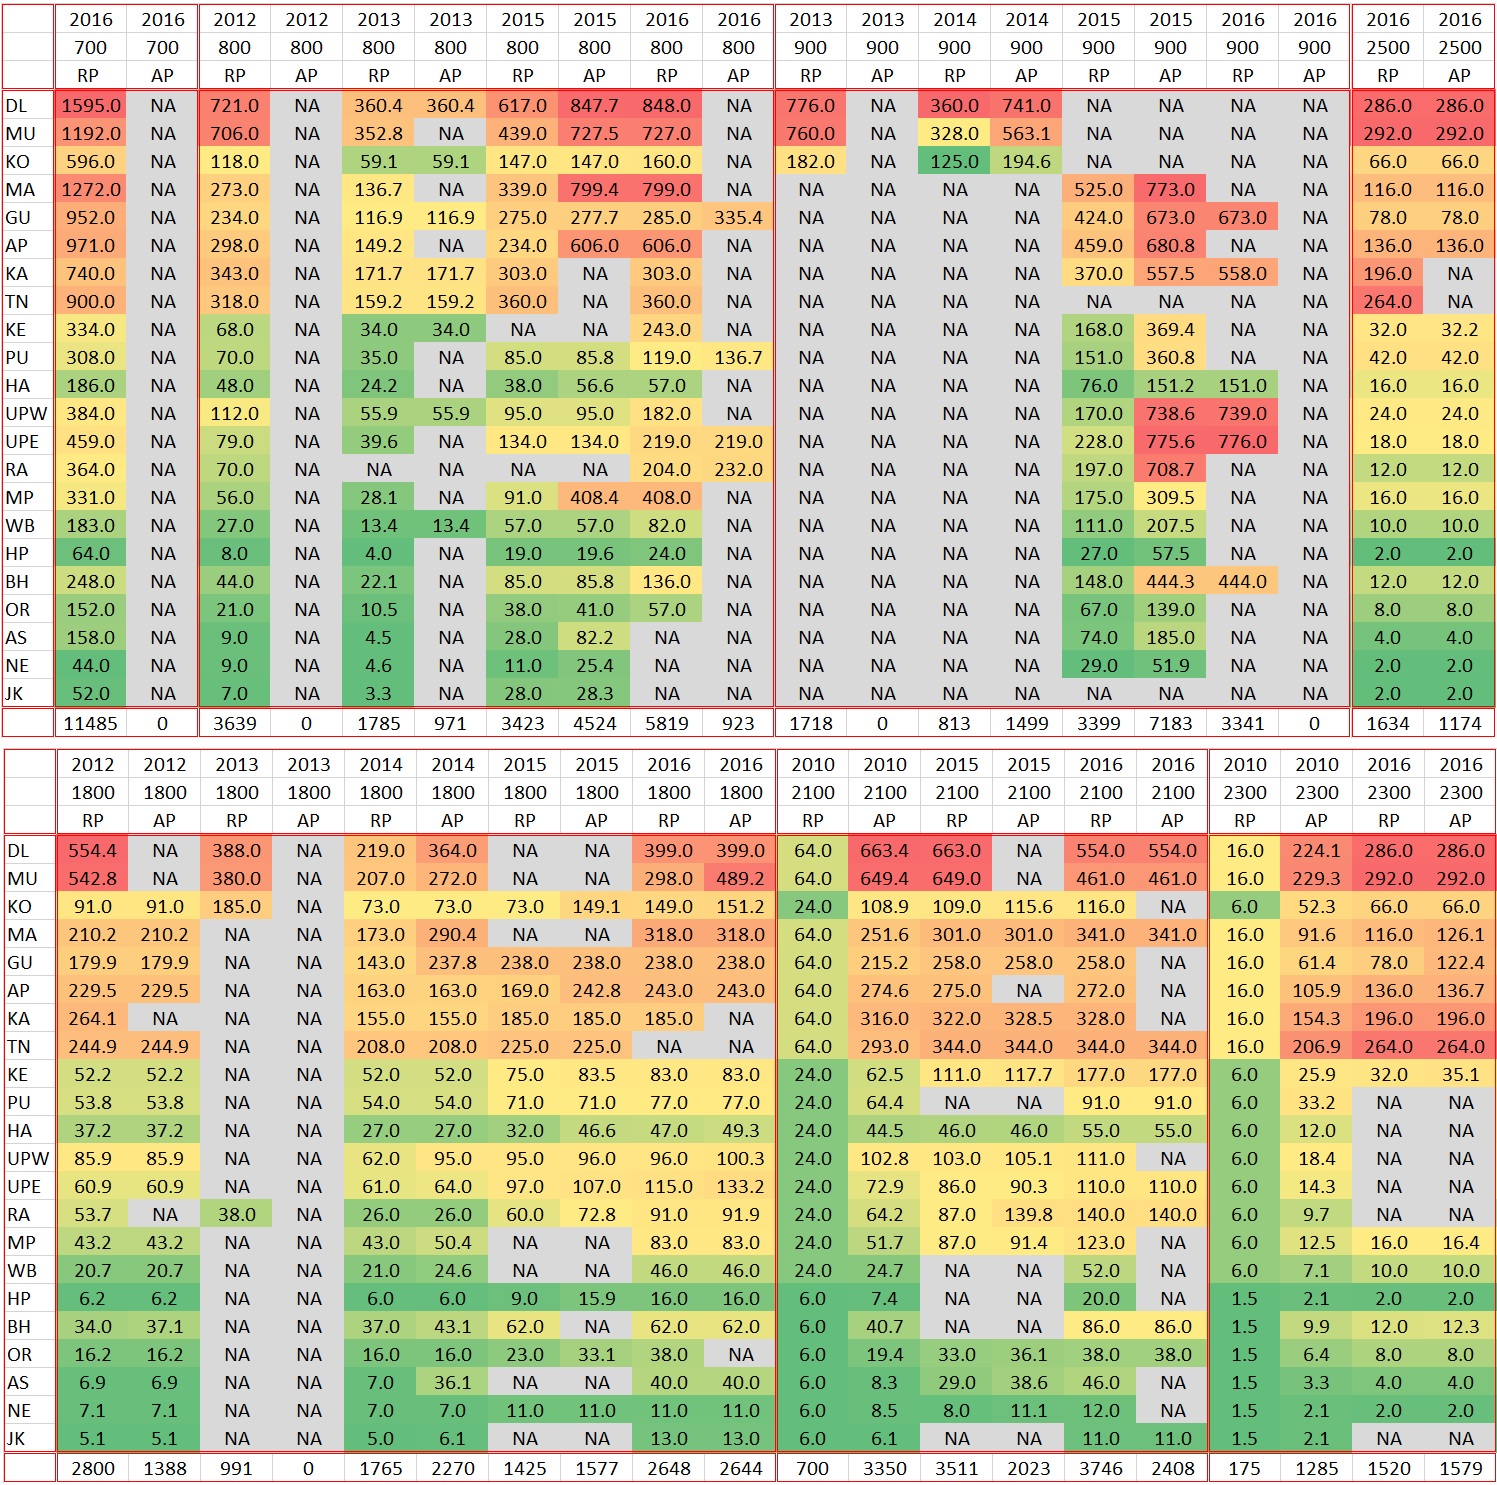 2016 2016 2012 2012 2013 2013 2015 2015 2016 2016 2013 2013 2014 2014 2015 2015 2016 2016 2016 2016
700 700 800 800 800 800 800 800 800 800 900 900 900 900 900 900 900 900 2500 2500
RP AP RP AP RP AP RP AP RP AP RP AP RP AP RP AP RP AP RP AP
DL 1595.0 NA 721.0 NA 360.4 360.4 617.0 847.7 848.0 NA 776.0 NA 360.0 741.0 NA NA NA NA 286.0 286.0
MU 1192.0 NA 706.0 NA 352.8 NA 439.0 727.5 727.0 NA 760.0 NA 328.0 563.1 NA NA NA NA 292.0 292.0
KO 596.0 NA 118.0 NA 59.1 59.1 147.0 147.0 160.0 NA 182.0 NA 125.0 194.6 NA NA NA NA 66.0 66.0
MA 1272.0 NA 273.0 NA 136.7 NA 339.0 799.4 799.0 NA NA NA NA NA 525.0 773.0 NA NA 116.0 116.0
GU 952.0 NA 234.0 NA 116.9 116.9 275.0 277.7 285.0 335.4 NA NA NA NA 424.0 673.0 673.0 NA 78.0 78.0
AP 971.0 NA 298.0 NA 149.2 NA 234.0 606.0 606.0 NA NA NA NA NA 459.0 680.8 NA NA 136.0 136.0
KA 740.0 NA 343.0 NA 171.7 171.7 303.0 NA 303.0 NA NA NA NA NA 370.0 557.5 558.0 NA 196.0 NA
TN 900.0 NA 318.0 NA 159.2 159.2 360.0 NA 360.0 NA NA NA NA NA NA NA NA NA 264.0 NA
KE 334.0 NA 68.0 NA 34.0 34.0 NA NA 243.0 NA NA NA NA NA 168.0 369.4 NA NA 32.0 32.2
PU 308.0 NA 70.0 NA 35.0 NA 85.0 85.8 119.0 136.7 NA NA NA NA 151.0 360.8 NA NA 42.0 42.0
HA 186.0 NA 48.0 NA 24.2 NA 38.0 56.6 57.0 NA NA NA NA NA 76.0 151.2 151.0 NA 16.0 16.0
UPW 384.0 NA 112.0 NA 55.9 55.9 95.0 95.0 182.0 NA NA NA NA NA 170.0 738.6 739.0 NA 24.0 24.0
UPE 459.0 NA 79.0 NA 39.6 NA 134.0 134.0 219.0 219.0 NA NA NA NA 228.0 775.6 776.0 NA 18.0 18.0
RA 364.0 NA 70.0 NA NA NA NA NA 204.0 232.0 NA NA NA NA 197.0 708.7 NA NA 12.0 12.0
MP 331.0 NA 56.0 NA 28.1 NA 91.0 408.4 408.0 NA NA NA NA NA 175.0 309.5 NA NA 16.0 16.0
WB 183.0 NA 27.0 NA 13.4 13.4 57.0 57.0 82.0 NA NA NA NA NA 111.0 207.5 NA NA 10.0 10.0
HP 64.0 NA 8.0 NA 4.0 NA 19.0 19.6 24.0 NA NA NA NA NA 27.0 57.5 NA NA 2.0 2.0
BH 248.0 NA 44.0 NA 22.1 NA 85.0 85.8 136.0 NA NA NA NA NA 148.0 444.3 444.0 NA 12.0 12.0
OR 152.0 NA 21.0 NA 10.5 NA 38.0 41.0 57.0 NA NA NA NA NA 67.0 139.0 NA NA 8.0 8.0
AS 158.0 NA 9.0 NA 4.5 NA 28.0 82.2 NA NA NA NA NA NA 74.0 185.0 NA NA 4.0 4.0
NE 44.0 NA 9.0 NA 4.6 NA 11.0 25.4 NA NA NA NA NA NA 29.0 51.9 NA NA 2.0 2.0
JK 52.0 NA 7.0 NA 3.3 NA 28.0 28.3 NA NA NA NA NA NA NA NA NA NA 2.0 2.0
11485 0 3639 0 1785 971 3423 4524 5819 923 1718 0 813 1499 3399 7183 3341 0 1634 1174
2012 2012 2013 2013 2014 2014 2015 2015 2016 2016 2010 2010 2015 2015 2016 2016 2010 2010 2016 2016
1800 1800 1800 1800 1800 1800 1800 1800 1800 1800 2100 2100 2100 2100 2100 2100 2300 2300 2300 2300
RP AP RP AP RP AP RP AP RP AP RP AP RP AP RP AP RP AP RP AP
DL 554.4 NA 388.0 NA 219.0 364.0 NA NA 399.0 399.0 64.0 663.4 663.0 NA 554.0 554.0 16.0 224.1 286.0 286.0
MU 542.8 NA 380.0 NA 207.0 272.0 NA NA 298.0 489.2 64.0 649.4 649.0 NA 461.0 461.0 16.0 229.3 292.0 292.0
KO 91.0 91.0 185.0 NA 73.0 73.0 73.0 149.1 149.0 151.2 24.0 108.9 109.0 115.6 116.0 NA 6.0 52.3 66.0 66.0
MA 210.2 210.2 NA NA 173.0 290.4 NA NA 318.0 318.0 64.0 251.6 301.0 301.0 341.0 341.0 16.0 91.6 116.0 126.1
GU 179.9 179.9 NA NA 143.0 237.8 238.0 238.0 238.0 238.0 64.0 215.2 258.0 258.0 258.0 NA 16.0 61.4 78.0 122.4
AP 229.5 229.5 NA NA 163.0 163.0 169.0 242.8 243.0 243.0 64.0 274.6 275.0 NA 272.0 NA 16.0 105.9 136.0 136.7
KA 264.1 NA NA NA 155.0 155.0 185.0 185.0 185.0 NA 64.0 316.0 322.0 328.5 328.0 NA 16.0 154.3 196.0 196.0
TN 244.9 244.9 NA NA 208.0 208.0 225.0 225.0 NA NA 64.0 293.0 344.0 344.0 344.0 344.0 16.0 206.9 264.0 264.0
KE 52.2 52.2 NA NA 52.0 52.0 75.0 83.5 83.0 83.0 24.0 62.5 111.0 117.7 177.0 177.0 6.0 25.9 32.0 35.1
PU 53.8 53.8 NA NA 54.0 54.0 71.0 71.0 77.0 77.0 24.0 64.4 NA NA 91.0 91.0 6.0 33.2 NA NA
HA 37.2 37.2 NA NA 27.0 27.0 32.0 46.6 47.0 49.3 24.0 44.5 46.0 46.0 55.0 55.0 6.0 12.0 NA NA
UPW 85.9 85.9 NA NA 62.0 95.0 95.0 96.0 96.0 100.3 24.0 102.8 103.0 105.1 111.0 NA 6.0 18.4 NA NA
UPE 60.9 60.9 NA NA 61.0 64.0 97.0 107.0 115.0 133.2 24.0 72.9 86.0 90.3 110.0 110.0 6.0 14.3 NA NA
RA 53.7 NA 38.0 NA 26.0 26.0 60.0 72.8 91.0 91.9 24.0 64.2 87.0 139.8 140.0 140.0 6.0 9.7 NA NA
MP 43.2 43.2 NA NA 43.0 50.4 NA NA 83.0 83.0 24.0 51.7 87.0 91.4 123.0 NA 6.0 12.5 16.0 16.4
WB 20.7 20.7 NA NA 21.0 24.6 NA NA 46.0 46.0 24.0 24.7 NA NA 52.0 NA 6.0 7.1 10.0 10.0
HP 6.2 6.2 NA NA 6.0 6.0 9.0 15.9 16.0 16.0 6.0 7.4 NA NA 20.0 NA 1.5 2.1 2.0 2.0
BH 34.0 37.1 NA NA 37.0 43.1 62.0 NA 62.0 62.0 6.0 40.7 NA NA 86.0 86.0 1.5 9.9 12.0 12.3
OR 16.2 16.2 NA NA 16.0 16.0 23.0 33.1 38.0 NA 6.0 19.4 33.0 36.1 38.0 38.0 1.5 6.4 8.0 8.0
AS 6.9 6.9 NA NA 7.0 36.1 NA NA 40.0 40.0 6.0 8.3 29.0 38.6 46.0 NA 1.5 3.3 4.0 4.0
NE 7.1 7.1 NA NA 7.0 7.0 11.0 11.0 11.0 11.0 6.0 8.5 8.0 11.1 12.0 NA 1.5 2.1 2.0 2.0
JK 5.1 5.1 NA NA 5.0 6.1 NA NA 13.0 13.0 6.0 6.1 NA NA 11.0 11.0 1.5 2.1 NA NA
2800 1388 991 0 1765 2270 1425 1577 2648 2644 700 3350 3511 2023 3746 2408 175 1285 1520 1579